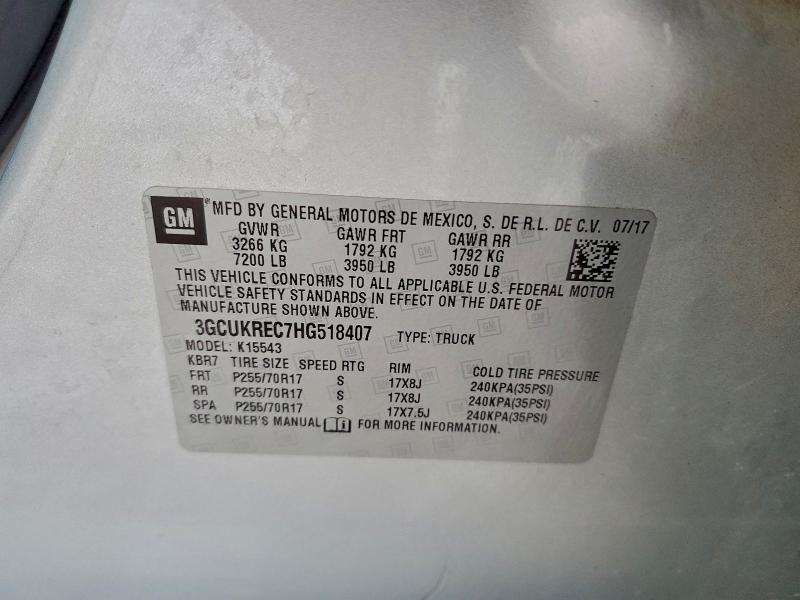 GM
® MFD BY GENERAL MOTORS DE MEXICO, S. DE R.L. DE C.V. 07/17
GVWR GAWR FRT GAWR RR
3266 KG 1792 KG 1792 KG
7200 LB 3950 LB 3950 LB
THIS VEHICLE CONFORMS TO ALL APPLICABLE U.S. FEDERAL MOTOR
VEHICLE SAFETY STANDARDS IN EFFECT ON THE DATE OF
MANUFACTURE SHOWN ABOVE.
3GCUKREC7HG518407 TYPE: TRUCK
MODEL: K15543
KBR7 TIRE SIZE SPEED RTG RIM COLD TIRE PRESSURE
FRT P255/70R17 S 17X8J 240KPA(35PSI)
RR P255/70R17 S 17X8J 240KPA(35PSI)
SPA P255/70R17 S 17X7.5J 240KPA(35PSI)
SEE OWNER'S MANUAL i FOR MORE INFORMATION.